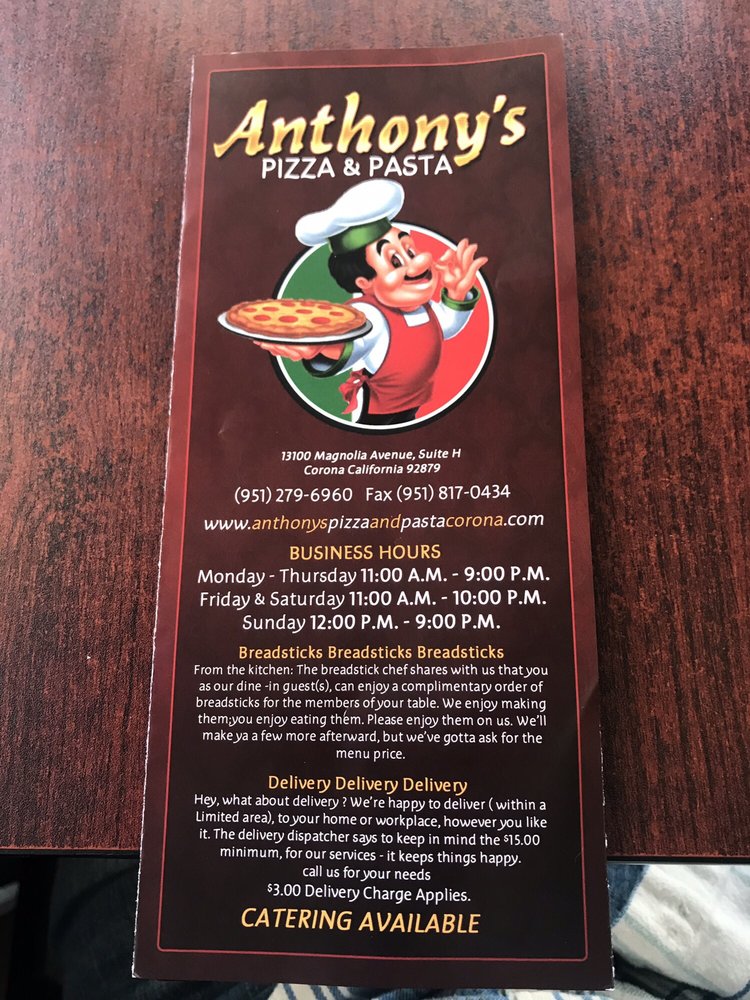 Anthony's
PIZZA & PASTA
13100 Magnolia Avenue, Suite H
Corona California 92879
(951) 279-6960 Fax (951) 817-0434
www.anthonyspizzaandpastacorona.com
BUSINESS HOURS
Monday - Thursday 11:00 A.M. - 9:00 P.M.
Friday & Saturday 11:00 A.M. - 10:00 P.M.
Sunday 12:00 P.M. - 9:00 P.M.
Breadsticks Breadsticks Breadsticks
From the kitchen: The breadstick chef shares with us that you
as our dine -in guest(s), can enjoy a complimentary order of
breadsticks for the members of your table. We enjoy making
them;you enjoy eating them. Please enjoy them on us. We'll
make ya a few more afterward, but we've gotta ask for the
menu price.
Delivery Delivery Delivery
Hey, what about delivery ? We're happy to deliver ( within a
Limited area), to your home or workplace, however you like
it. The delivery dispatcher says to keep in mind the $15.00
minimum, for our services - it keeps things happy.
call us for your needs
$3.00 Delivery Charge Applies.
CATERING AVAILABLE